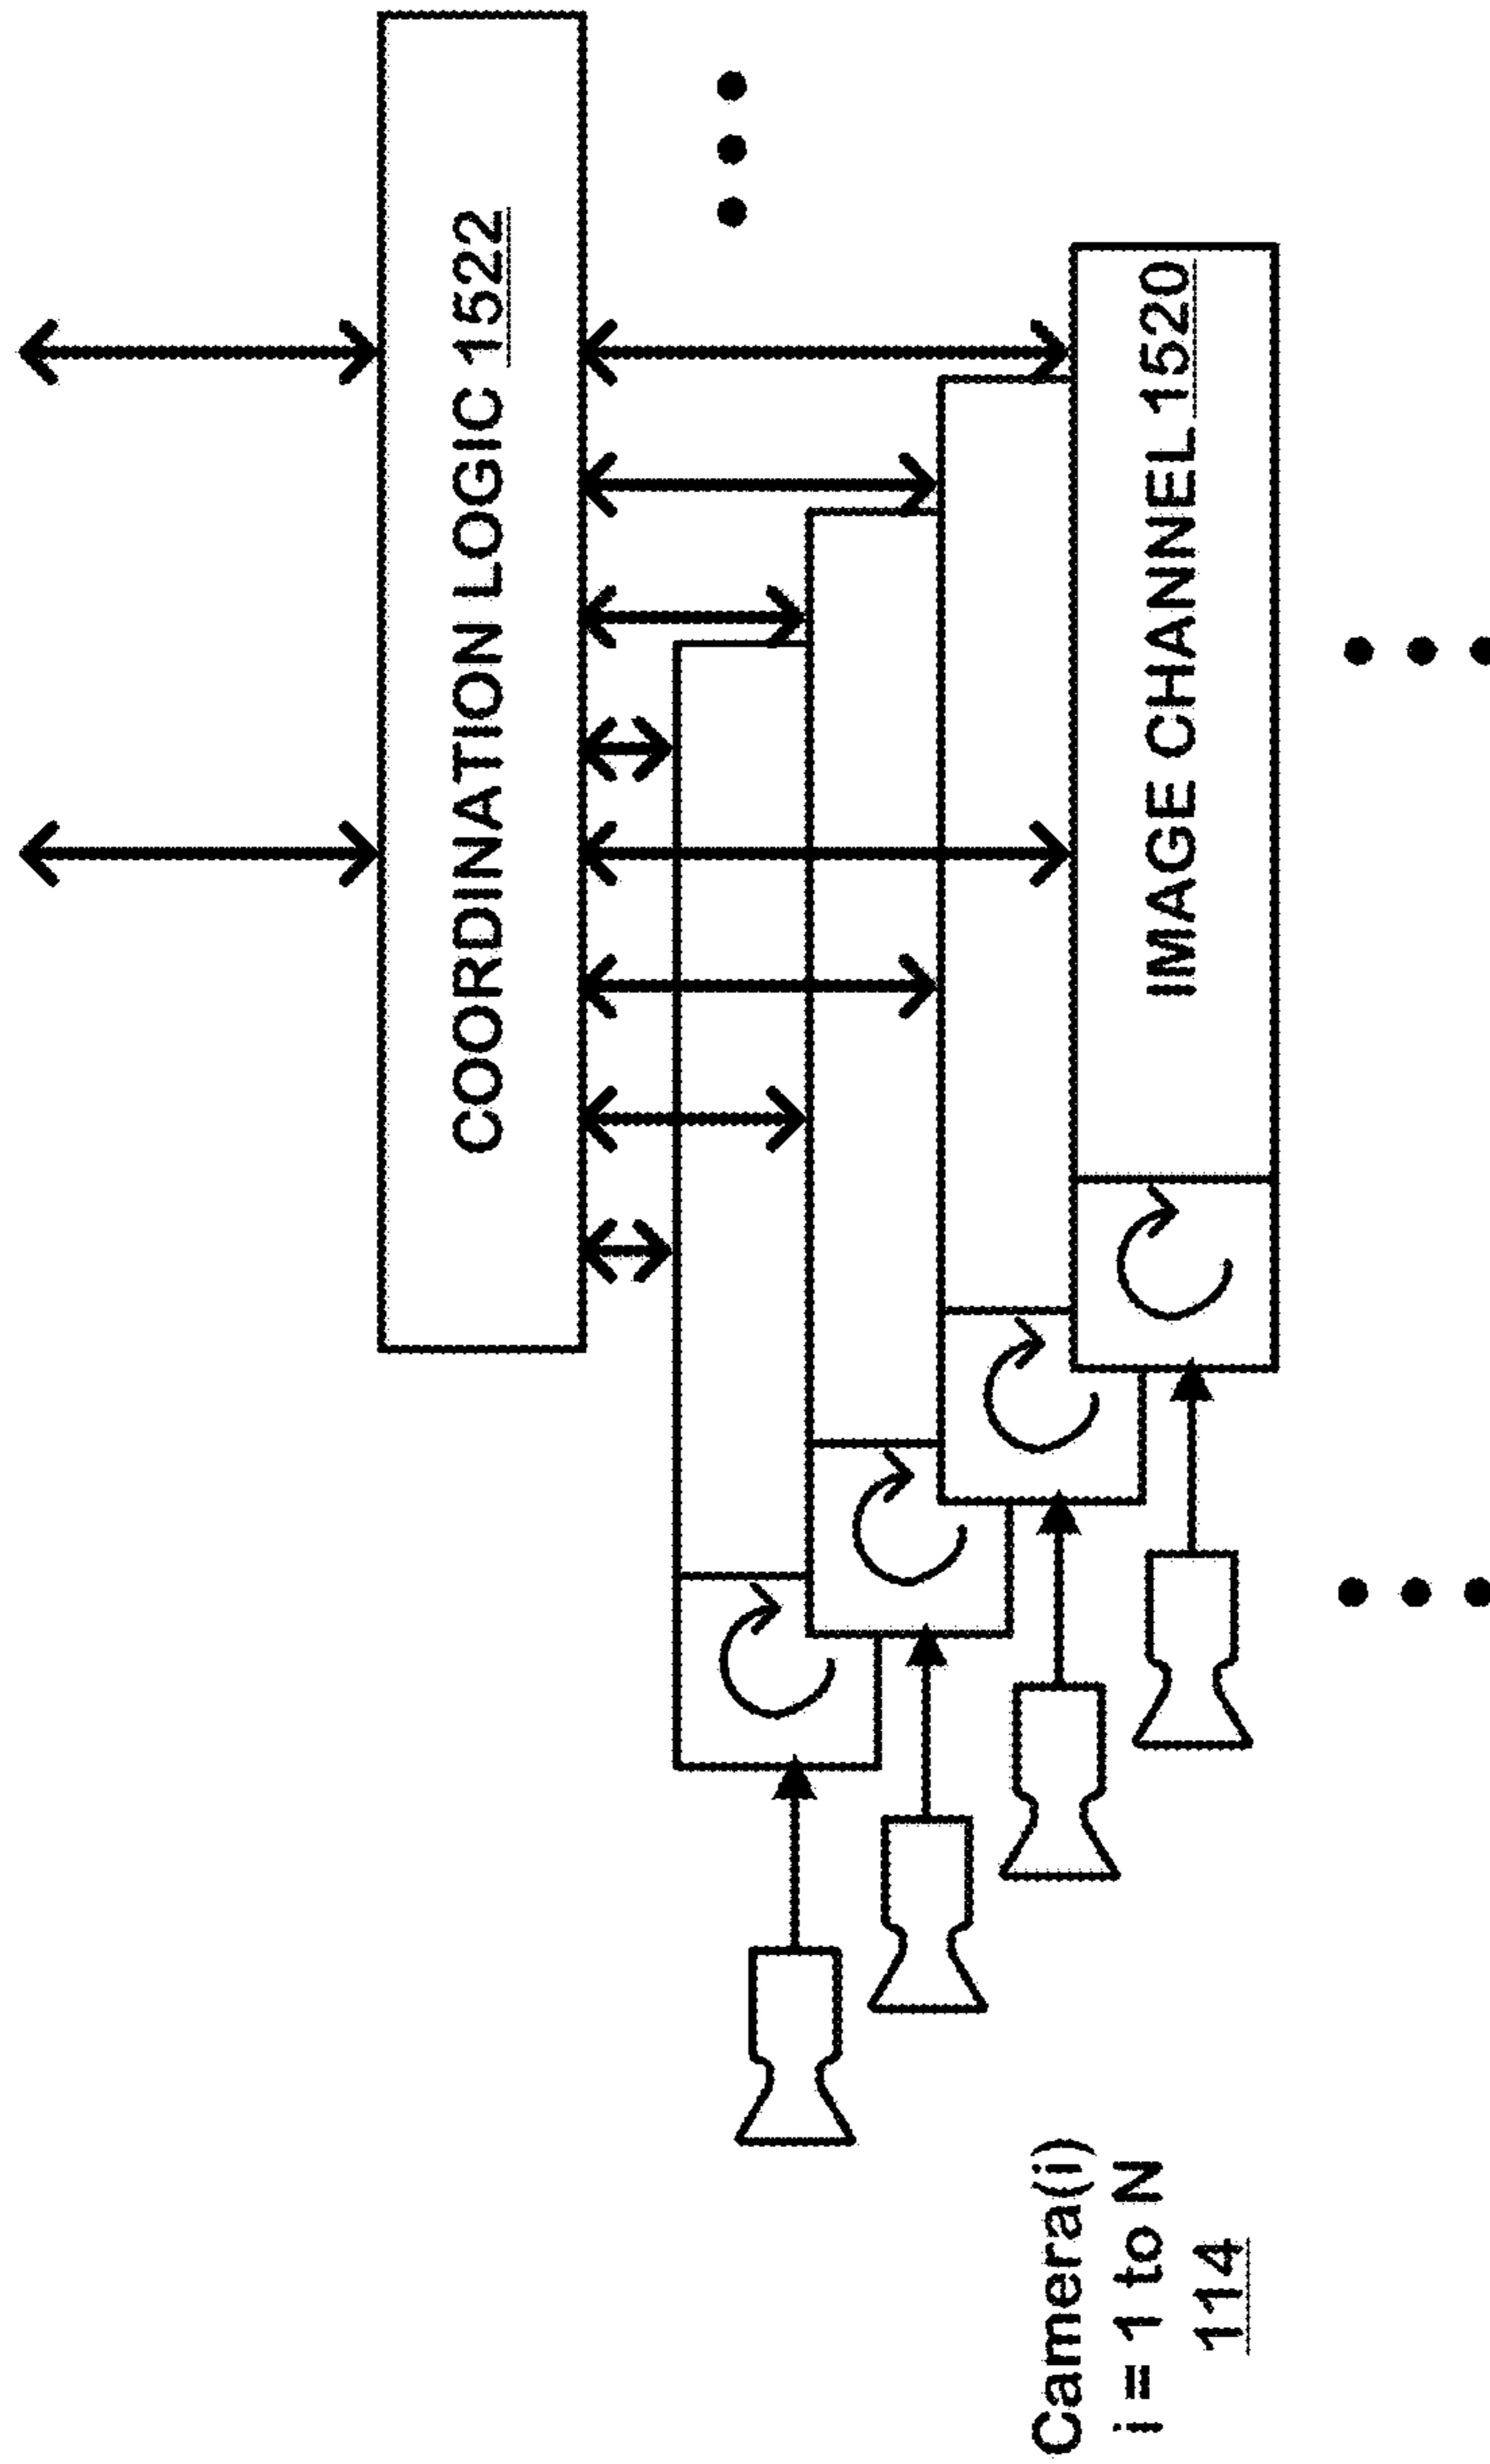 COORDINATION LOGIC 1522
IMAGE CHANNEL 1520
Camera(i)
i = 1 to N
114